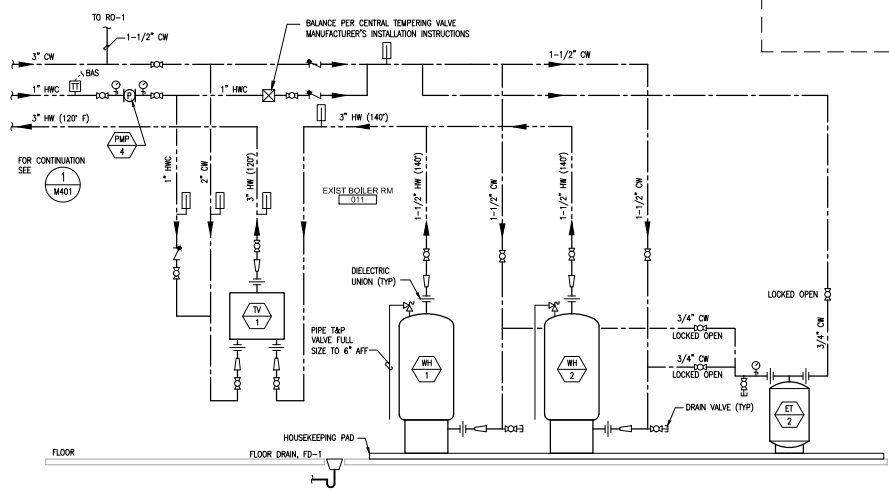 TO RO-1
1-1/2" CW
BALANCE PER CENTRAL TEMPERING VALVE
MANUFACTURER'S INSTALLATION INSTRUCTIONS
3" CW
1-1/2" CW
BAS
TT
1" HWC
P
1" HWC
3" HW (120° F)
3" HW (140°)
PMP
4
FOR CONTINUATION
SEE
1
M401
1" HWC
2" CW
3" HW (120°)
EXIST BOILER RM
011
1-1/2" HW (140°)
1-1/2" CW
1-1/2" HW (140°)
1-1/2" CW
DIELECTRIC
UNION (TYP)
LOCKED OPEN
TV
1
PIPE T&P
VALVE FULL
SIZE TO 6" AFF
3/4" CW
LOCKED OPEN
3/4" CW
3/4" CW
LOCKED OPEN
WH
1
WH
2
DRAIN VALVE (TYP)
ET
2
HOUSEKEEPING PAD
FLOOR
FLOOR DRAIN, FD-1